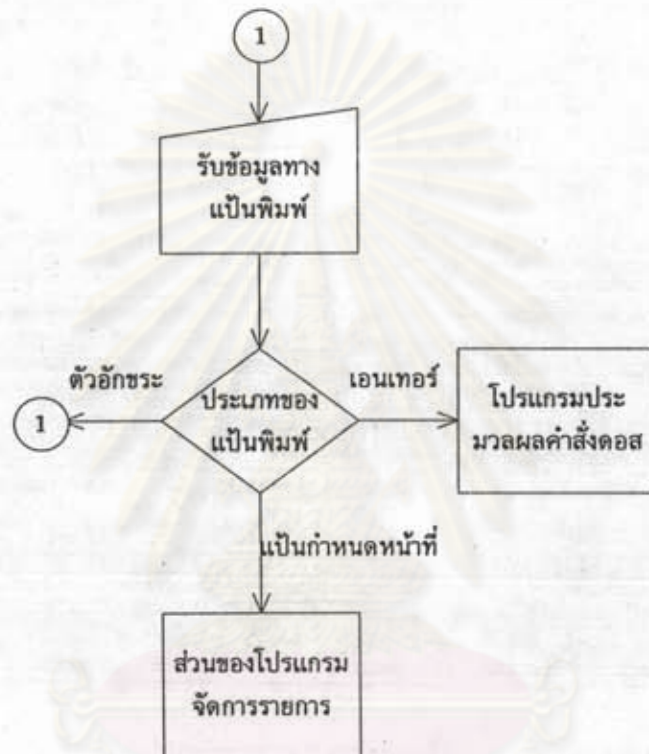 1
รับข้อมูลทาง
แป้นพิมพ์
ตัวอักขระ
เอนเทอร์
1
ประเภทของ
แป้นพิมพ์
โปรแกรมประ
มวลผลคำสั่งดอส
แป้นกำหนดหน้าที่
ส่วนของโปรแกรม
จัดการรายการ